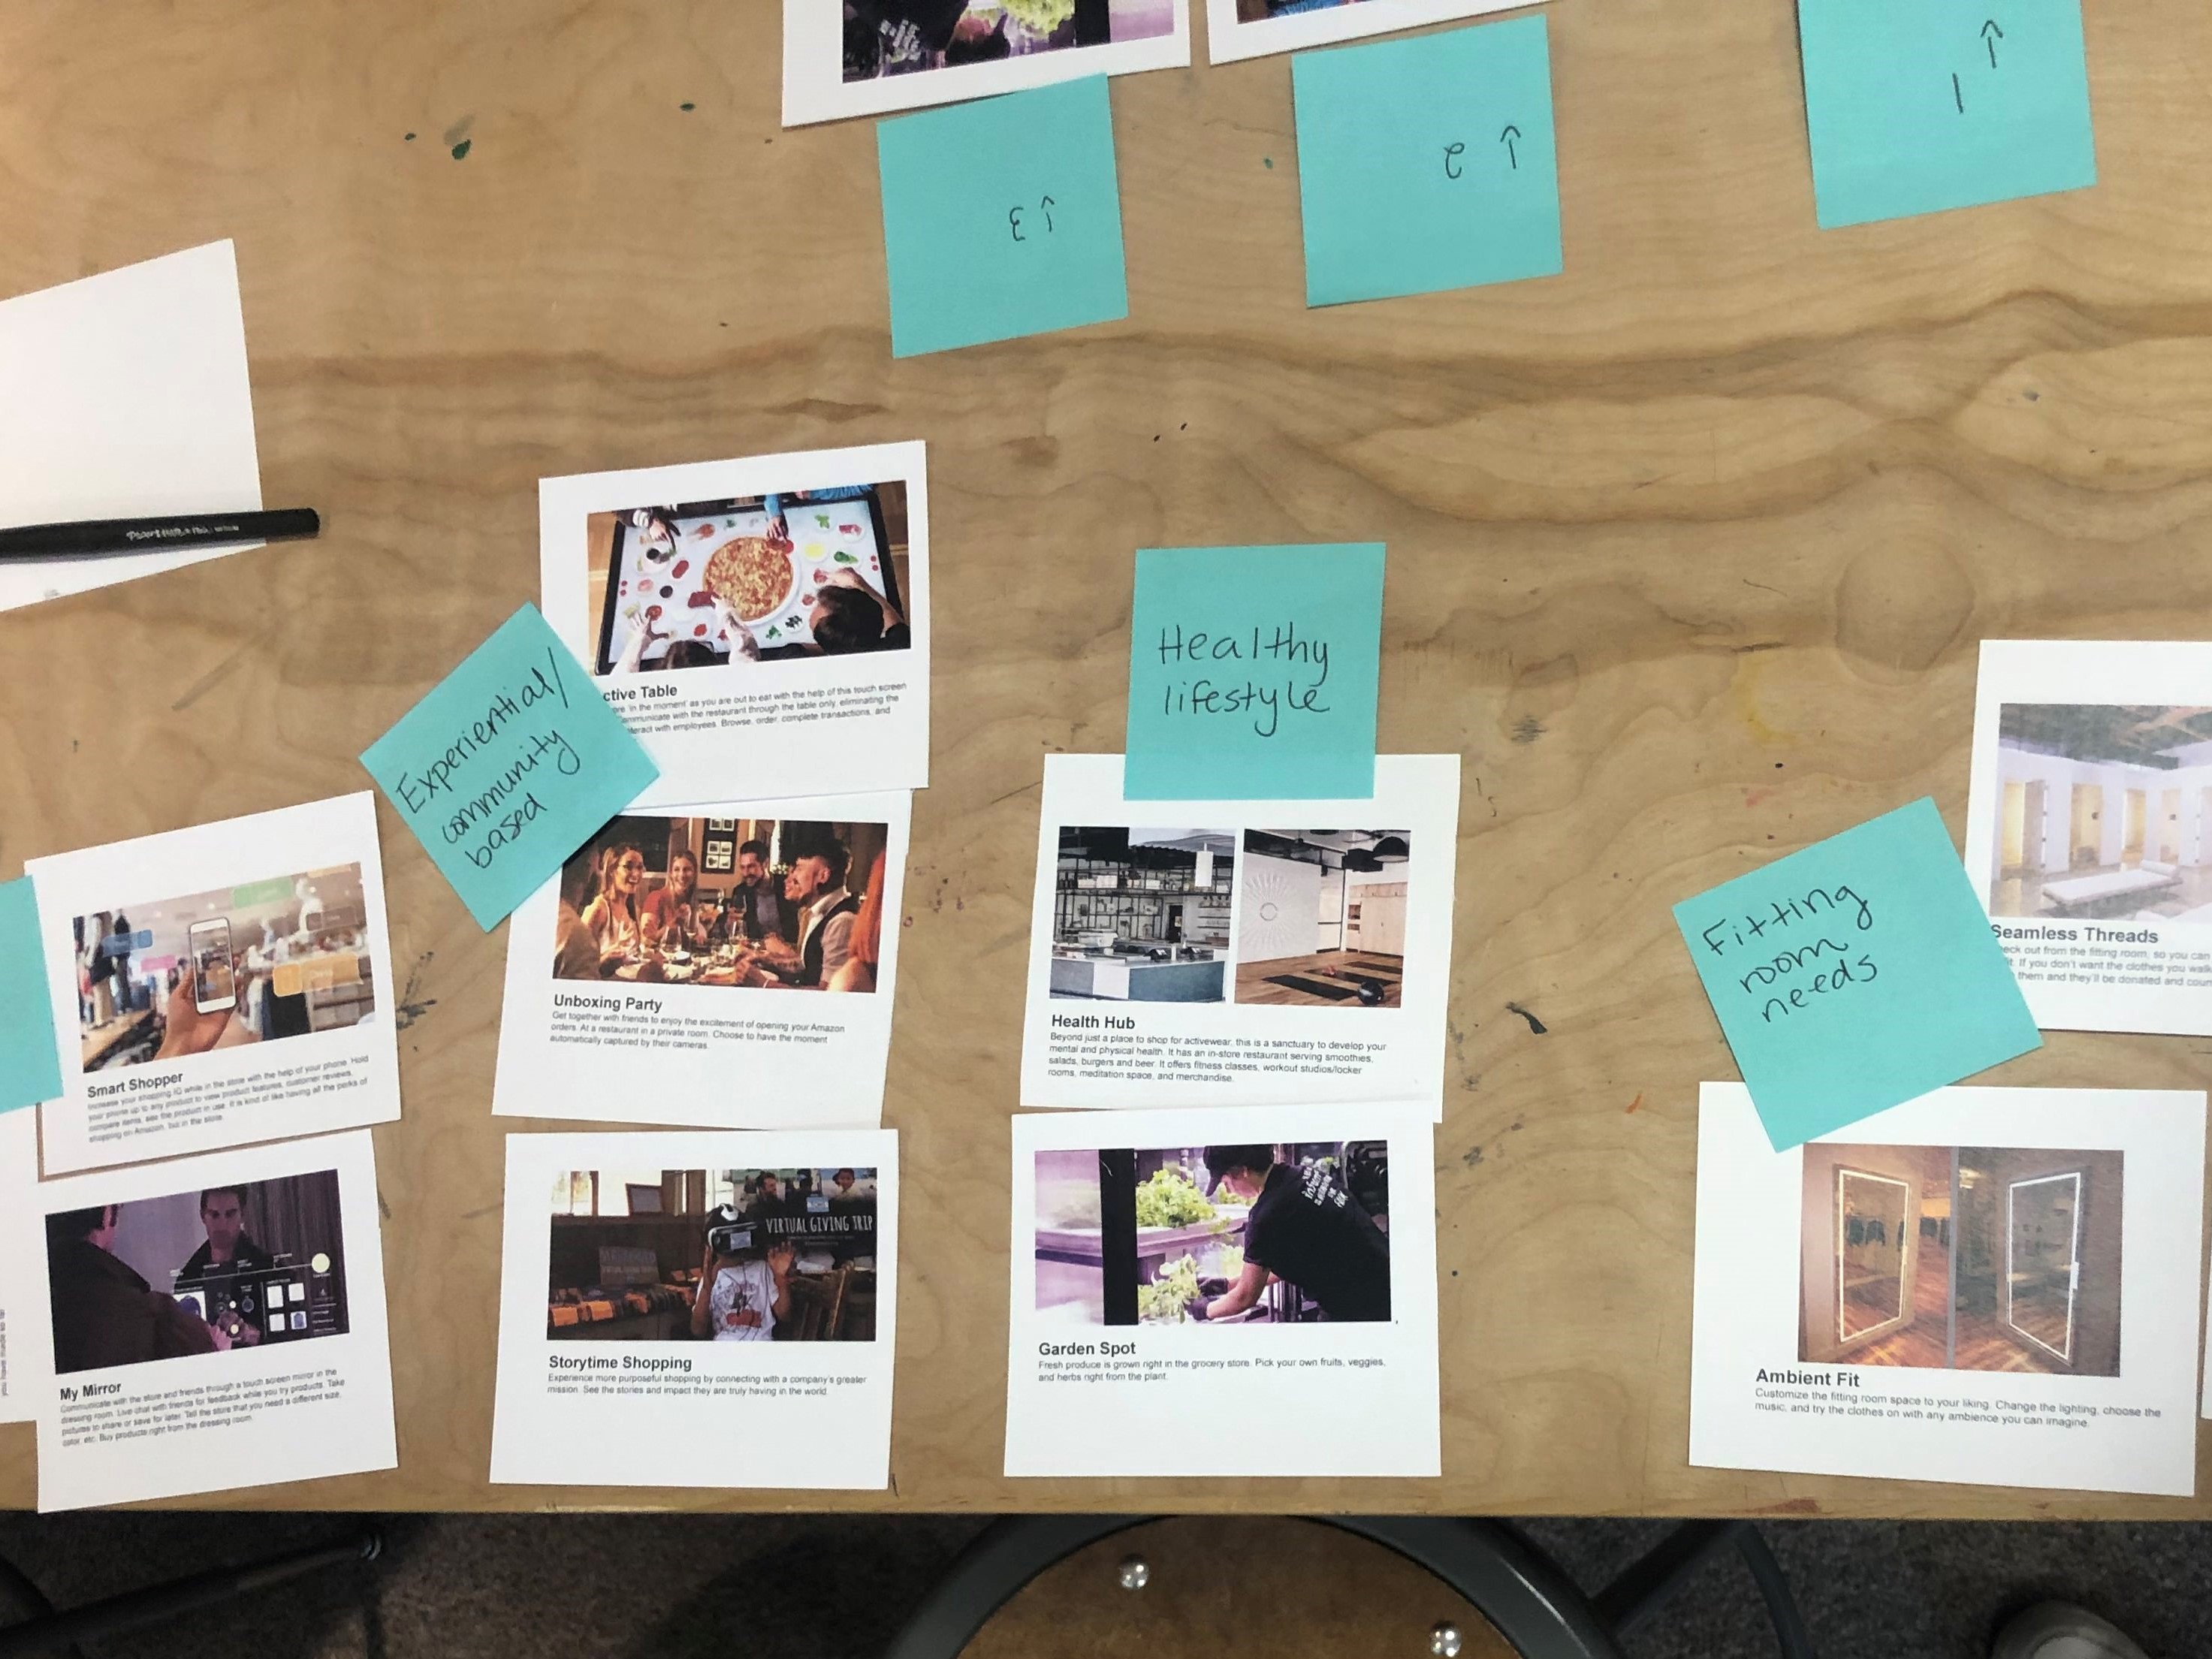 ↑
1
↑
2
↑
3
Experiential/
community
based
ctive Table
'in the moment' as you are out to eat with the help of this touch screen
ommunicate with the restaurant through the table only, eliminating the
teract with employees. Browse, order, complete transactions, and
Healthy
lifestyle
Fitting
room
needs
Seamless Threads
eck out from the fitting room, so you can
it. If you don't want the clothes you walk
them and they'll be donated and coun
Smart Shopper
Increase your shopping IQ while in the store with the help of your phone. Hold
your phone up to any product to view product features, customer reviews,
compare items, see the product in use. It is kind of like having all the perks of
shopping on Amazon, but in the store.
Unboxing Party
Get together with friends to enjoy the excitement of opening your Amazon
orders. At a restaurant in a private room. Choose to have the moment
automatically captured by their cameras.
Health Hub
Beyond just a place to shop for activewear, this is a sanctuary to develop your
mental and physical health. It has an in-store restaurant serving smoothies,
salads, burgers and beer. It offers fitness classes, workout studios/locker
rooms, meditation space, and merchandise.
My Mirror
Communicate with the store and friends through a touch screen mirror in the
dressing room. Live chat with friends for feedback while you try products. Take
pictures to share or save for later. Tell the store that you need a different size,
color, etc. Buy products right from the dressing room.
VIRTUAL GIVING TRIP
Storytime Shopping
Experience more purposeful shopping by connecting with a company's greater
mission. See the stories and impact they are truly having in the world.
Garden Spot
Fresh produce is grown right in the grocery store. Pick your own fruits, veggies,
and herbs right from the plant.
Ambient Fit
Customize the fitting room space to your liking. Change the lighting, choose the
music, and try the clothes on with any ambience you can imagine.